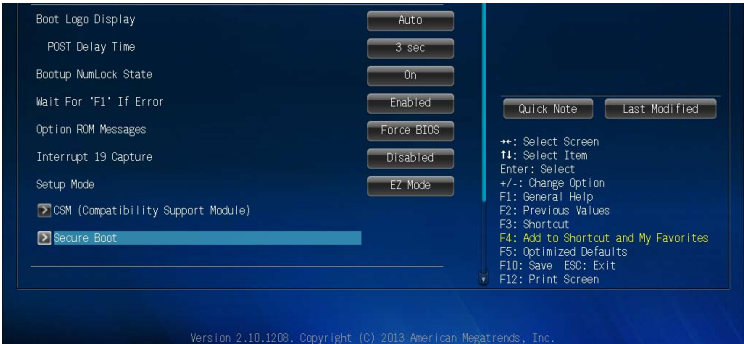 Boot Logo Display Auto
POST Delay Time 3 sec
Bootup NumLock State On
Wait For 'F1' If Error Enabled
Option ROM Messages Force BIOS
Interrupt 19 Capture Disabled
Setup Mode EZ Mode
CSM (Compatibility Support Module)
Secure Boot
Quick Note Last Modified
→←: Select Screen
↑↓: Select Item
Enter: Select
+/-: Change Option
F1: General Help
F2: Previous Values
F3: Shortcut
F4: Add to Shortcut and My Favorites
F5: Optimized Defaults
F10: Save ESC: Exit
F12: Print Screen
Version 2.10.1208. Copyright (C) 2013 American Megatrends, Inc.